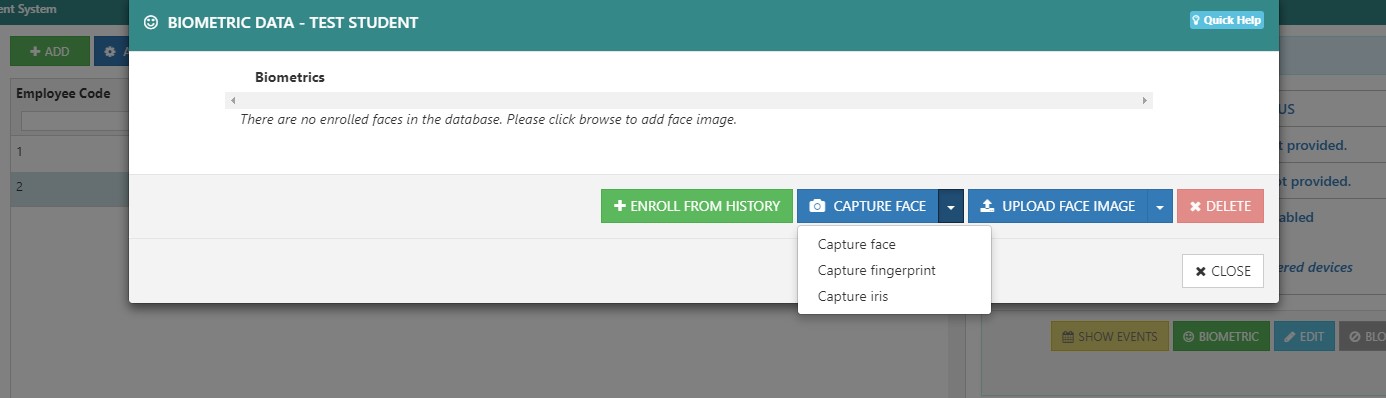 ent System
BIOMETRIC DATA - TEST STUDENT
Quick Help
ADD
Biometrics
Employee Code
US
There are no enrolled faces in the database. Please click browse to add face image.
1
t provided.
2
ot provided.
ENROLL FROM HISTORY
CAPTURE FACE
UPLOAD FACE IMAGE
DELETE
abled
Capture face
Capture fingerprint
Capture iris
ered devices
CLOSE
SHOW EVENTS
BIOMETRIC
EDIT
BLO